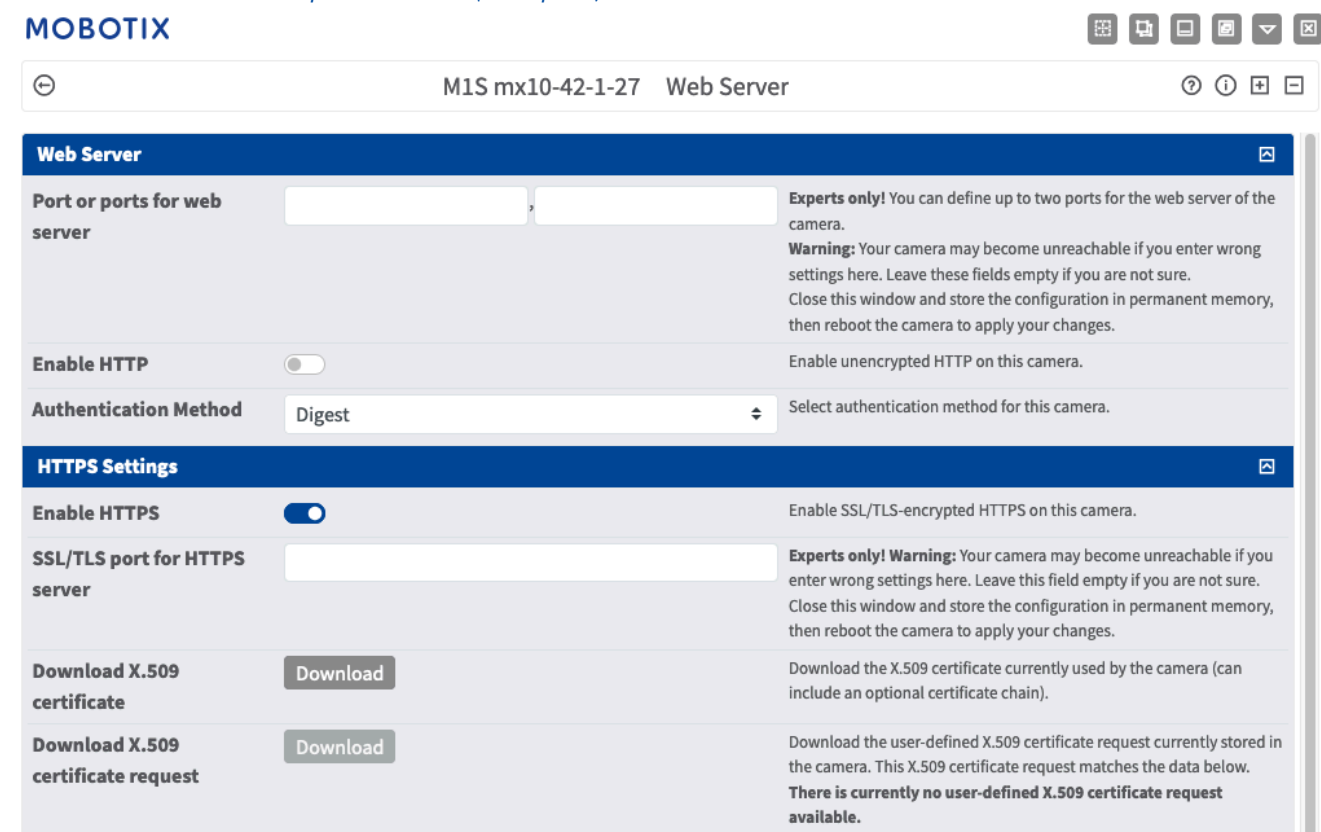 MOBOTIX
M1S mx10-42-1-27 Web Server
Web Server
Port or ports for web
server
,
Experts only! You can define up to two ports for the web server of the
camera.
Warning: Your camera may become unreachable if you enter wrong
settings here. Leave these fields empty if you are not sure.
Close this window and store the configuration in permanent memory,
then reboot the camera to apply your changes.
Enable HTTP
Enable unencrypted HTTP on this camera.
Authentication Method
Digest
Select authentication method for this camera.
HTTPS Settings
Enable HTTPS
Enable SSL/TLS-encrypted HTTPS on this camera.
SSL/TLS port for HTTPS
server
Experts only! Warning: Your camera may become unreachable if you
enter wrong settings here. Leave this field empty if you are not sure.
Close this window and store the configuration in permanent memory,
then reboot the camera to apply your changes.
Download X.509
certificate
Download
Download the X.509 certificate currently used by the camera (can
include an optional certificate chain).
Download X.509
certificate request
Download
Download the user-defined X.509 certificate request currently stored in
the camera. This X.509 certificate request matches the data below.
There is currently no user-defined X.509 certificate request
available.